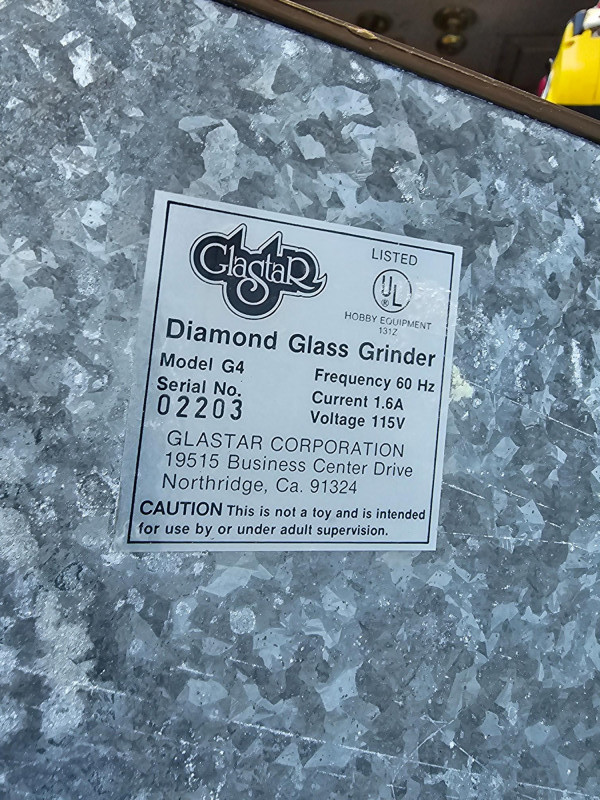 GlastaR
LISTED
UL
®
HOBBY EQUIPMENT
131Z
Diamond Glass Grinder
Model G4
Serial No.
02203
Frequency 60 Hz
Current 1.6A
Voltage 115V
GLASTAR CORPORATION
19515 Business Center Drive
Northridge, Ca. 91324
CAUTION This is not a toy and is intended
for use by or under adult supervision.